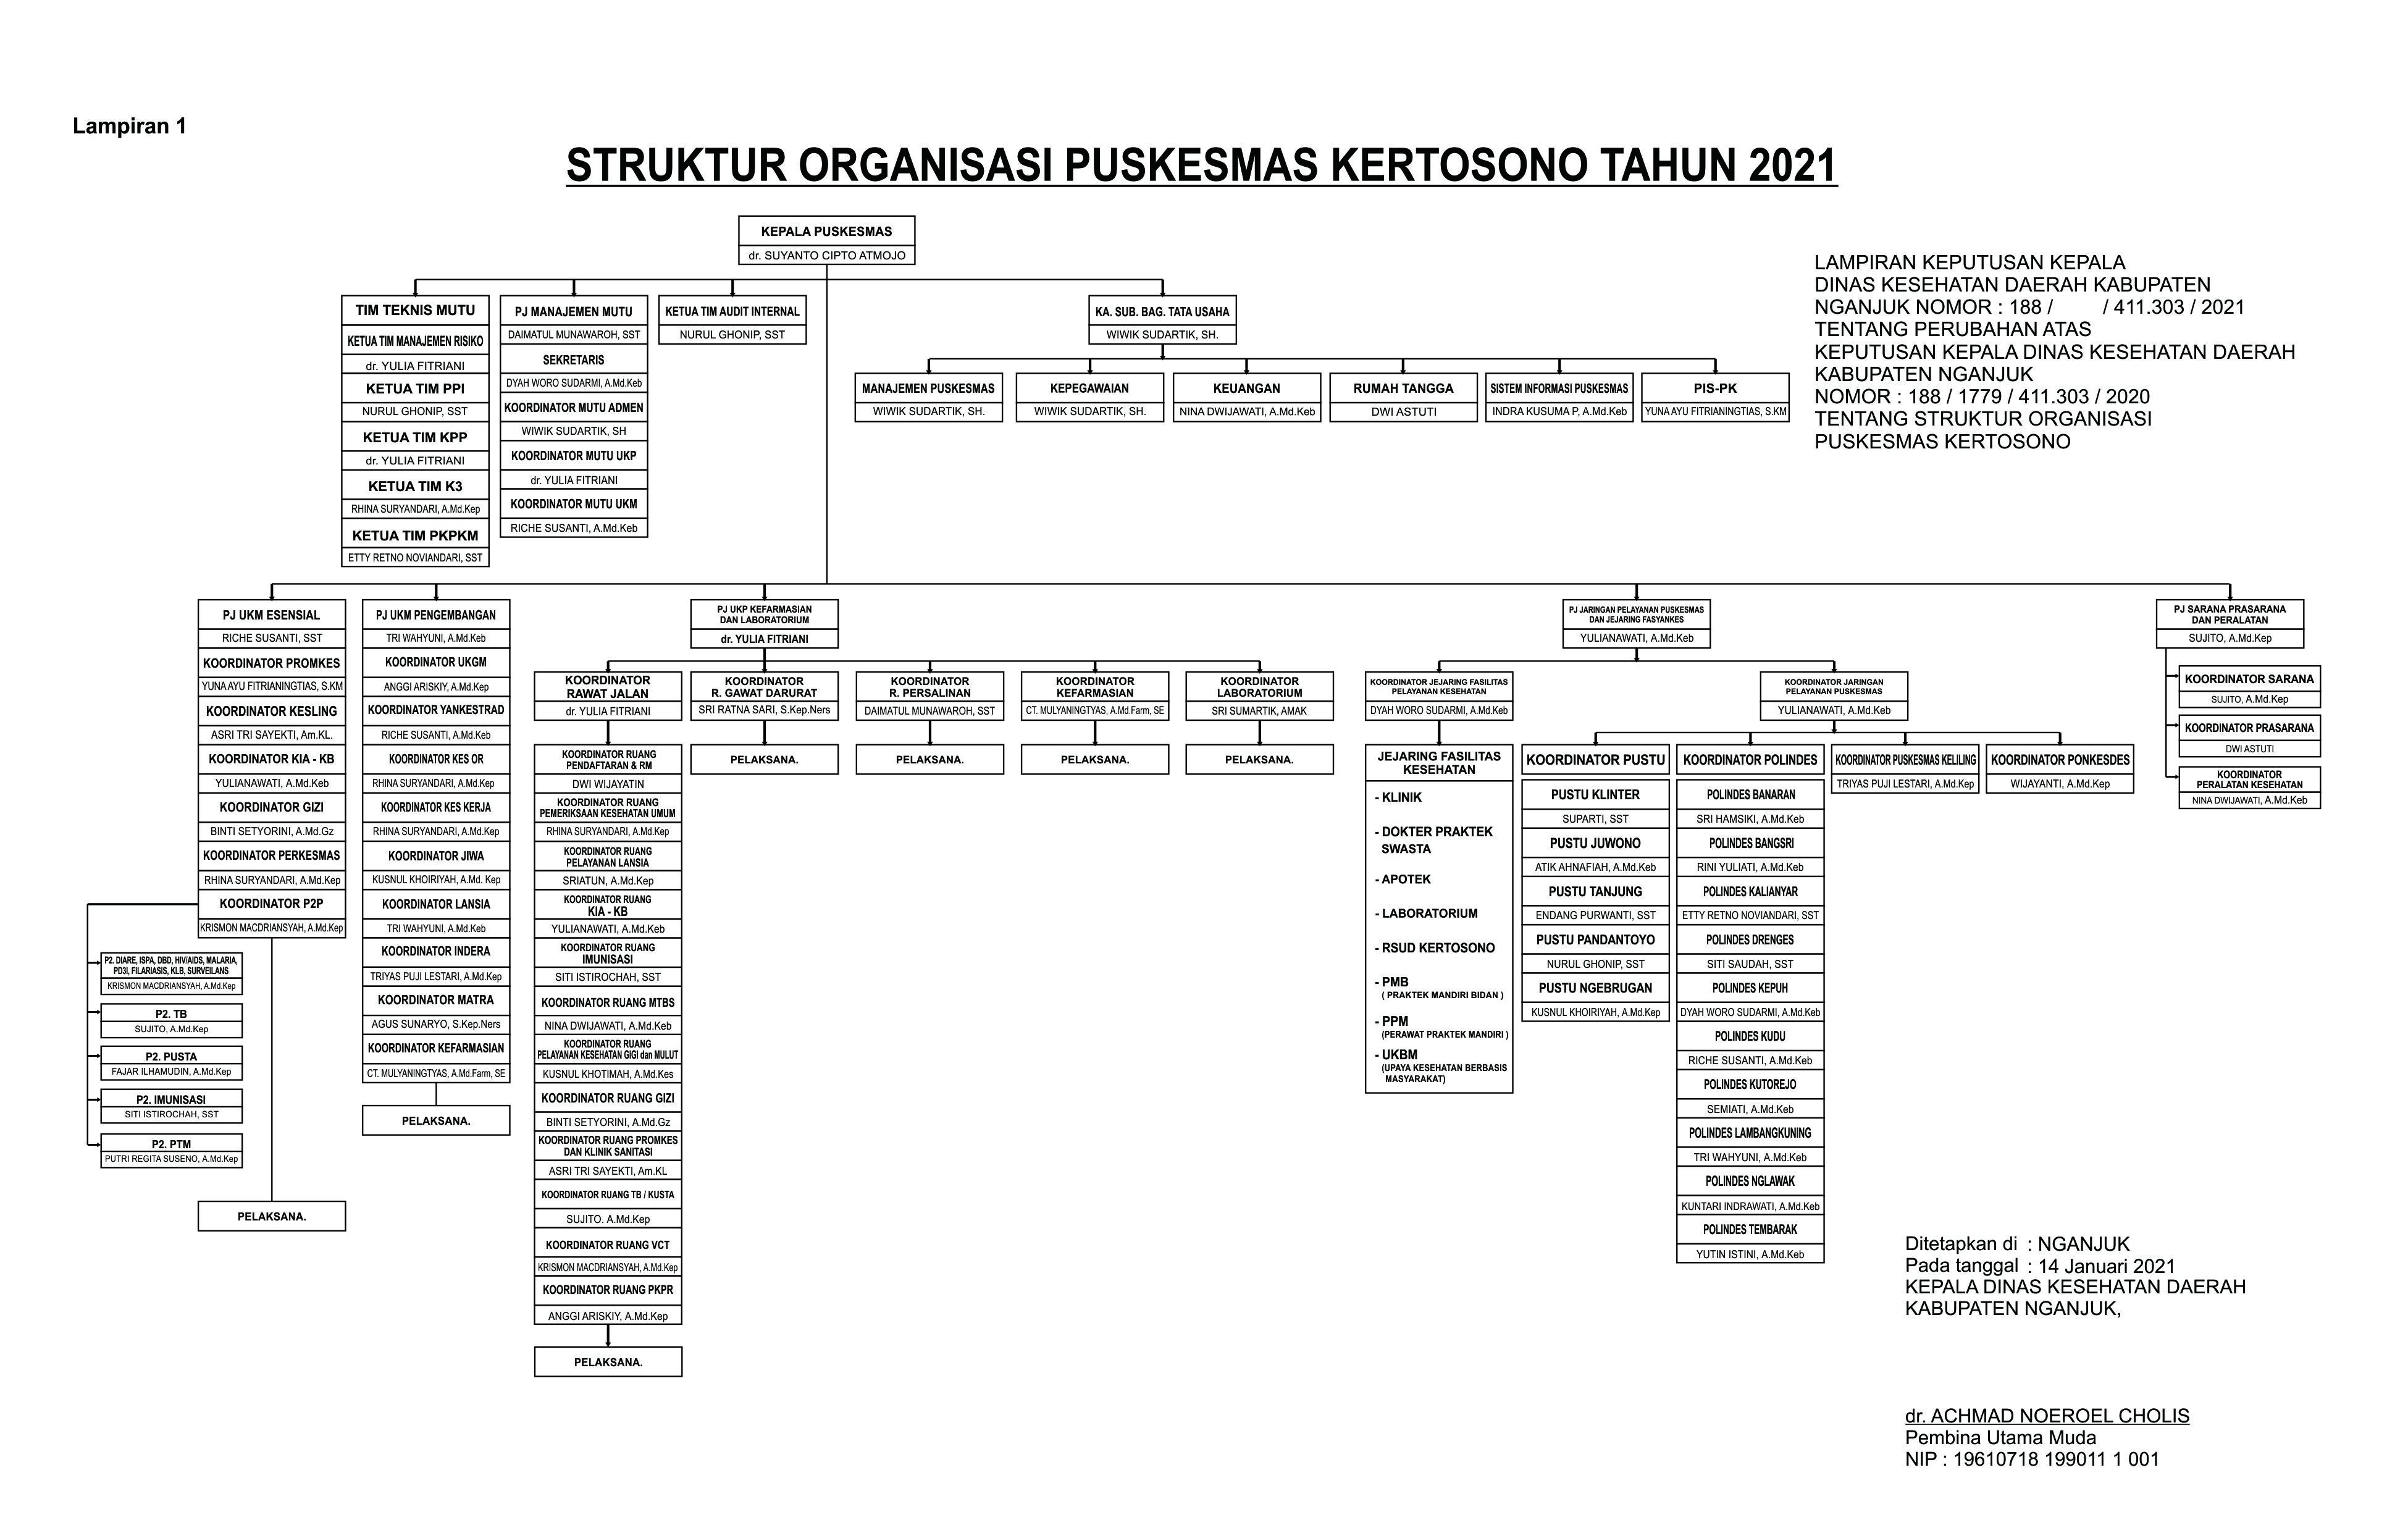 Lampiran 1
STRUKTUR ORGANISASI PUSKESMAS KERTOSONO TAHUN 2021
KEPALA PUSKESMAS
dr. SUYANTO CIPTO ATMOJO
LAMPIRAN KEPUTUSAN KEPALA
DINAS KESEHATAN DAERAH KABUPATEN
NGANJUK NOMOR : 188 /         / 411.303 / 2021
TENTANG PERUBAHAN ATAS
KEPUTUSAN KEPALA DINAS KESEHATAN DAERAH
KABUPATEN NGANJUK
NOMOR : 188 / 1779 / 411.303 / 2020
TENTANG STRUKTUR ORGANISASI
PUSKESMAS KERTOSONO
TIM TEKNIS MUTU
KETUA TIM MANAJEMEN RISIKO
dr. YULIA FITRIANI
KETUA TIM PPI
NURUL GHONIP, SST
KETUA TIM KPP
dr. YULIA FITRIANI
KETUA TIM K3
RHINA SURYANDARI, A.Md.Kep
KETUA TIM PKPKM
ETTY RETNO NOVIANDARI, SST
PJ MANAJEMEN MUTU
DAIMATUL MUNAWAROH, SST
SEKRETARIS
DYAH WORO SUDARMI, A.Md.Keb
KOORDINATOR MUTU ADMEN
WIWIK SUDARTIK, SH
KOORDINATOR MUTU UKP
dr. YULIA FITRIANI
KOORDINATOR MUTU UKM
RICHE SUSANTI, A.Md.Keb
KETUA TIM AUDIT INTERNAL
NURUL GHONIP, SST
KA. SUB. BAG. TATA USAHA
WIWIK SUDARTIK, SH.
MANAJEMEN PUSKESMAS
WIWIK SUDARTIK, SH.
KEPEGAWAIAN
WIWIK SUDARTIK, SH.
KEUANGAN
NINA DWIJAWATI, A.Md.Keb
RUMAH TANGGA
DWI ASTUTI
SISTEM INFORMASI PUSKESMAS
INDRA KUSUMA P, A.Md.Keb
PIS-PK
YUNA AYU FITRIANINGTIAS, S.KM
PJ UKM ESENSIAL
RICHE SUSANTI, SST
KOORDINATOR PROMKES
YUNA AYU FITRIANINGTIAS, S.KM
KOORDINATOR KESLING
ASRI TRI SAYEKTI, Am.KL.
KOORDINATOR KIA - KB
YULIANAWATI, A.Md.Keb
KOORDINATOR GIZI
BINTI SETYORINI, A.Md.Gz
KOORDINATOR PERKESMAS
RHINA SURYANDARI, A.Md.Kep
KOORDINATOR P2P
KRISMON MACDRIANSYAH, A.Md.Kep
P2. DIARE, ISPA, DBD, HIV/AIDS, MALARIA,
PD3I, FILARIASIS, KLB, SURVEILANS
KRISMON MACDRIANSYAH, A.Md.Kep
P2. TB
SUJITO, A.Md.Kep
P2. PUSTA
FAJAR ILHAMUDIN, A.Md.Kep
P2. IMUNISASI
SITI ISTIROCHAH, SST
P2. PTM
PUTRI REGITA SUSENO, A.Md.Kep
PELAKSANA.
PJ UKM PENGEMBANGAN
TRI WAHYUNI, A.Md.Keb
KOORDINATOR UKGM
ANGGI ARISKIY, A.Md.Kep
KOORDINATOR YANKESTRAD
RICHE SUSANTI, A.Md.Keb
KOORDINATOR KES OR
RHINA SURYANDARI, A.Md.Kep
KOORDINATOR KES KERJA
RHINA SURYANDARI, A.Md.Kep
KOORDINATOR JIWA
KUSNUL KHOIRIYAH, A.Md. Kep
KOORDINATOR LANSIA
TRI WAHYUNI, A.Md.Keb
KOORDINATOR INDERA
TRIYAS PUJI LESTARI, A.Md.Kep
KOORDINATOR MATRA
AGUS SUNARYO, S.Kep.Ners
KOORDINATOR KEFARMASIAN
CT. MULYANINGTYAS, A.Md.Farm, SE
PELAKSANA.
PJ UKP KEFARMASIAN
DAN LABORATORIUM
dr. YULIA FITRIANI
KOORDINATOR
RAWAT JALAN
dr. YULIA FITRIANI
KOORDINATOR RUANG
PENDAFTARAN & RM
DWI WIJAYATIN
KOORDINATOR RUANG
PEMERIKSAAN KESEHATAN UMUM
RHINA SURYANDARI, A.Md.Kep
KOORDINATOR RUANG
PELAYANAN LANSIA
SRIATUN, A.Md.Kep
KOORDINATOR RUANG
KIA - KB
YULIANAWATI, A.Md.Keb
KOORDINATOR RUANG
IMUNISASI
SITI ISTIROCHAH, SST
KOORDINATOR RUANG MTBS
NINA DWIJAWATI, A.Md.Keb
KOORDINATOR RUANG
PELAYANAN KESEHATAN GIGI dan MULUT
KUSNUL KHOTIMAH, A.Md.Kes
KOORDINATOR RUANG GIZI
BINTI SETYORINI, A.Md.Gz
KOORDINATOR RUANG PROMKES
DAN KLINIK SANITASI
ASRI TRI SAYEKTI, Am.KL
KOORDINATOR RUANG TB / KUSTA
SUJITO. A.Md.Kep
KOORDINATOR RUANG VCT
KRISMON MACDRIANSYAH, A.Md.Kep
KOORDINATOR RUANG PKPR
ANGGI ARISKIY, A.Md.Kep
PELAKSANA.
KOORDINATOR
R. GAWAT DARURAT
SRI RATNA SARI, S.Kep.Ners
PELAKSANA.
KOORDINATOR
R. PERSALINAN
DAIMATUL MUNAWAROH, SST
PELAKSANA.
KOORDINATOR
KEFARMASIAN
CT. MULYANINGTYAS, A.Md.Farm, SE
PELAKSANA.
KOORDINATOR
LABORATORIUM
SRI SUMARTIK, AMAK
PELAKSANA.
PJ JARINGAN PELAYANAN PUSKESMAS
DAN JEJARING FASYANKES
YULIANAWATI, A.Md.Keb
KOORDINATOR JEJARING FASILITAS
PELAYANAN KESEHATAN
DYAH WORO SUDARMI, A.Md.Keb
JEJARING FASILITAS
KESEHATAN
- KLINIK
- DOKTER PRAKTEK
SWASTA
- APOTEK
- LABORATORIUM
- RSUD KERTOSONO
- PMB
( PRAKTEK MANDIRI BIDAN )
- PPM
(PERAWAT PRAKTEK MANDIRI )
- UKBM
(UPAYA KESEHATAN BERBASIS
MASYARAKAT)
KOORDINATOR JARINGAN
PELAYANAN PUSKESMAS
YULIANAWATI, A.Md.Keb
KOORDINATOR PUSTU
PUSTU KLINTER
SUPARTI, SST
PUSTU JUWONO
ATIK AHNAFIAH, A.Md.Keb
PUSTU TANJUNG
ENDANG PURWANTI, SST
PUSTU PANDANTOYO
NURUL GHONIP, SST
PUSTU NGEBRUGAN
KUSNUL KHOIRIYAH, A.Md.Kep
KOORDINATOR POLINDES
POLINDES BANARAN
SRI HAMSIKI, A.Md.Keb
POLINDES BANGSRI
RINI YULIATI, A.Md.Keb
POLINDES KALIANYAR
ETTY RETNO NOVIANDARI, SST
POLINDES DRENGES
SITI SAUDAH, SST
POLINDES KEPUH
DYAH WORO SUDARMI, A.Md.Keb
POLINDES KUDU
RICHE SUSANTI, A.Md.Keb
POLINDES KUTOREJO
SEMIATI, A.Md.Keb
POLINDES LAMBANGKUNING
TRI WAHYUNI, A.Md.Keb
POLINDES NGLAWAK
KUNTARI INDRAWATI, A.Md.Keb
POLINDES TEMBARAK
YUTIN ISTINI, A.Md.Keb
KOORDINATOR PUSKESMAS KELILING
TRIYAS PUJI LESTARI, A.Md.Kep
KOORDINATOR PONKESDES
WIJAYANTI, A.Md.Kep
PJ SARANA PRASARANA
DAN PERALATAN
SUJITO, A.Md.Kep
KOORDINATOR SARANA
SUJITO, A.Md.Kep
KOORDINATOR PRASARANA
DWI ASTUTI
KOORDINATOR
PERALATAN KESEHATAN
NINA DWIJAWATI, A.Md.Keb
Ditetapkan di : NGANJUK
Pada tanggal : 14 Januari 2021
KEPALA DINAS KESEHATAN DAERAH
KABUPATEN NGANJUK,
dr. ACHMAD NOEROEL CHOLIS
Pembina Utama Muda
NIP : 19610718 199011 1 001